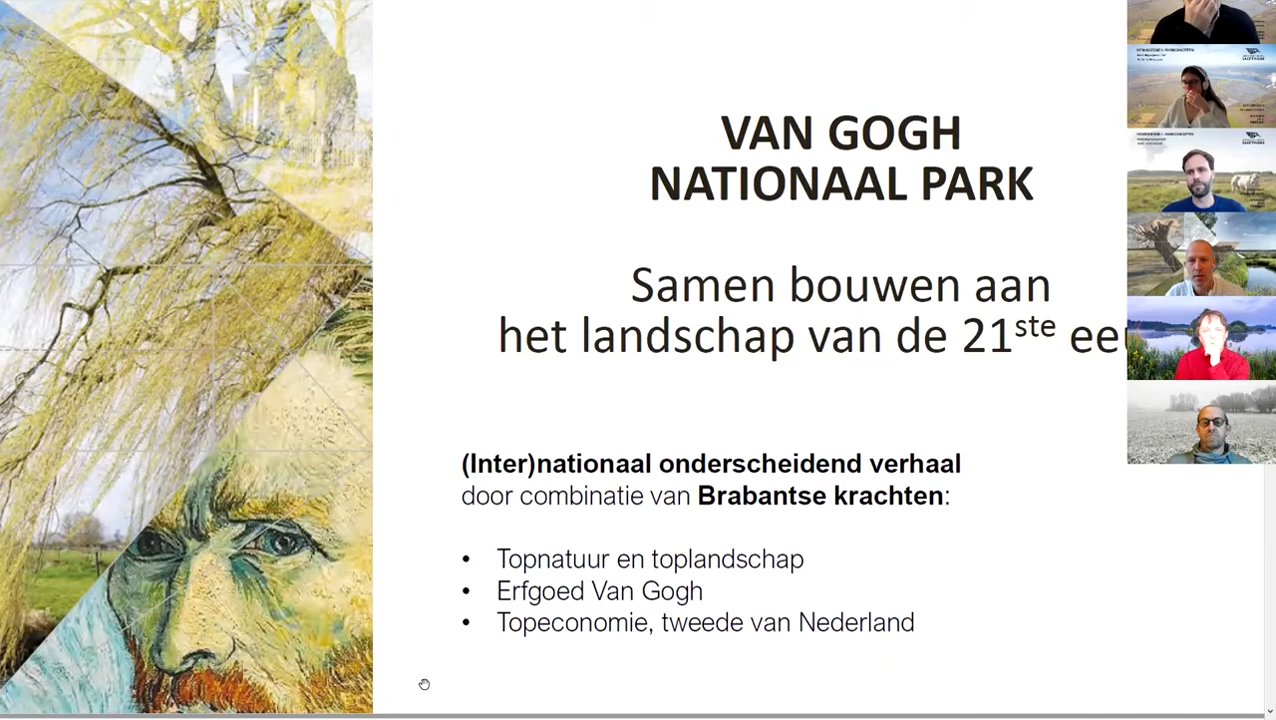 VAN GOGH
NATIONAAL PARK
Samen bouwen aan
het landschap van de 21ste
(Inter)nationaal onderscheidend verhaal
door combinatie van Brabantse krachten:
• Topnatuur en toplandschap
• Erfgoed Van Gogh
• Topeconomie, tweede van Nederland